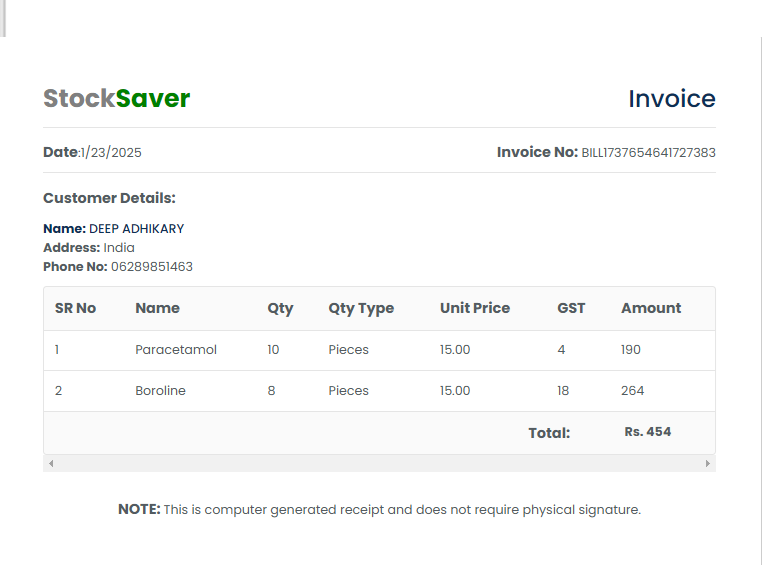 StockSaver Invoice
Date:1/23/2025 Invoice No: BILL1737654641727383
Customer Details:
Name: DEEP ADHIKARY
Address: India
Phone No: 06289851463
SR No Name Qty Qty Type Unit Price GST Amount
1 Paracetamol 10 Pieces 15.00 4 190
2 Boroline 8 Pieces 15.00 18 264
Total: Rs. 454
NOTE: This is computer generated receipt and does not require physical signature.